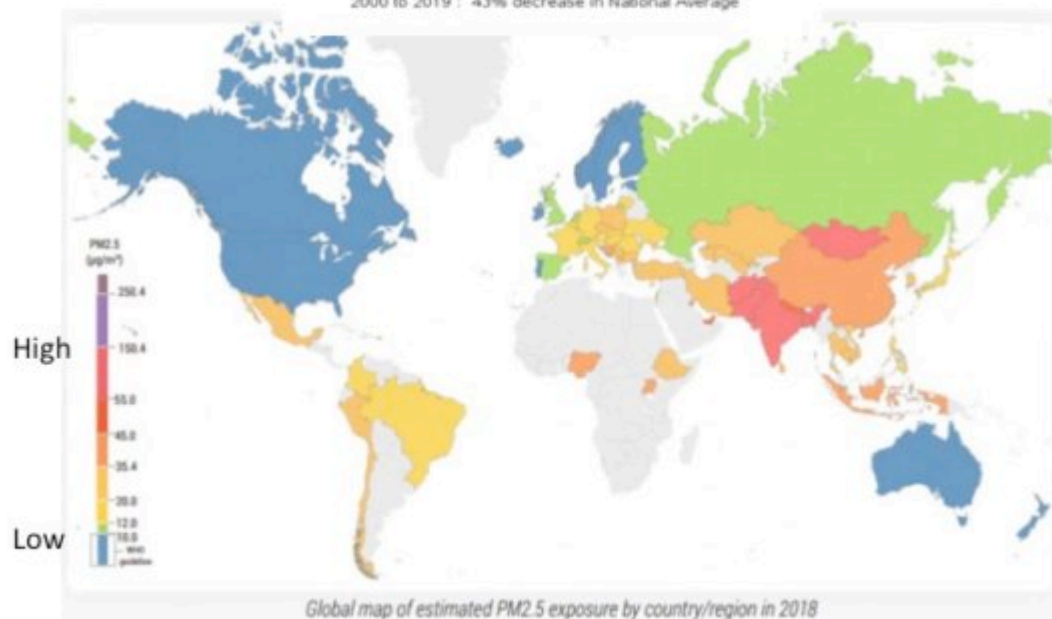 2000 to 2019 : 43% decrease in National Average
PM2.5
(µg/m³)
250.4
High
150.4
55.0
45.0
35.4
20.0
12.0
Low
10.0
WHO
guideline
Global map of estimated PM2.5 exposure by country/region in 2018